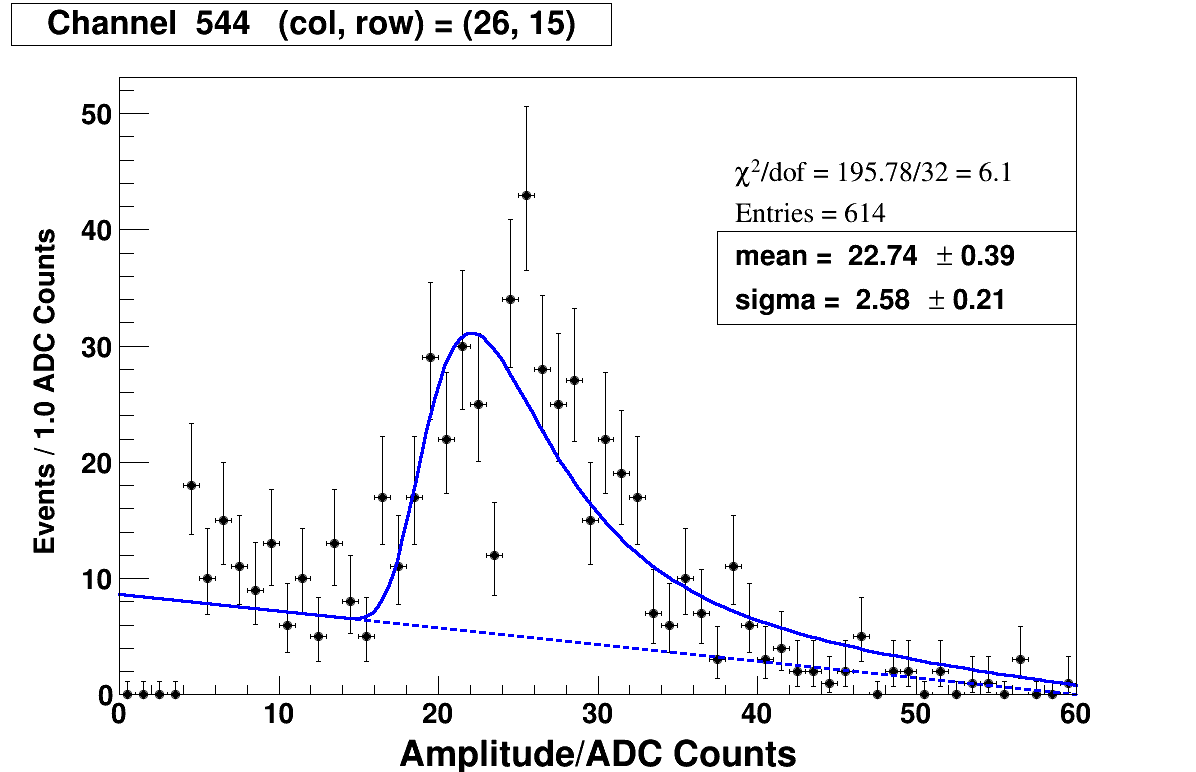 Channel 544 (col, row) = (26, 15)
χ²/dof = 195.78/32 = 6.1
Entries = 614
mean = 22.74 ± 0.39
sigma = 2.58 ± 0.21
Events / 1.0 ADC Counts
50
40
30
20
10
0
0 10 20 30 40 50 60
Amplitude/ADC Counts